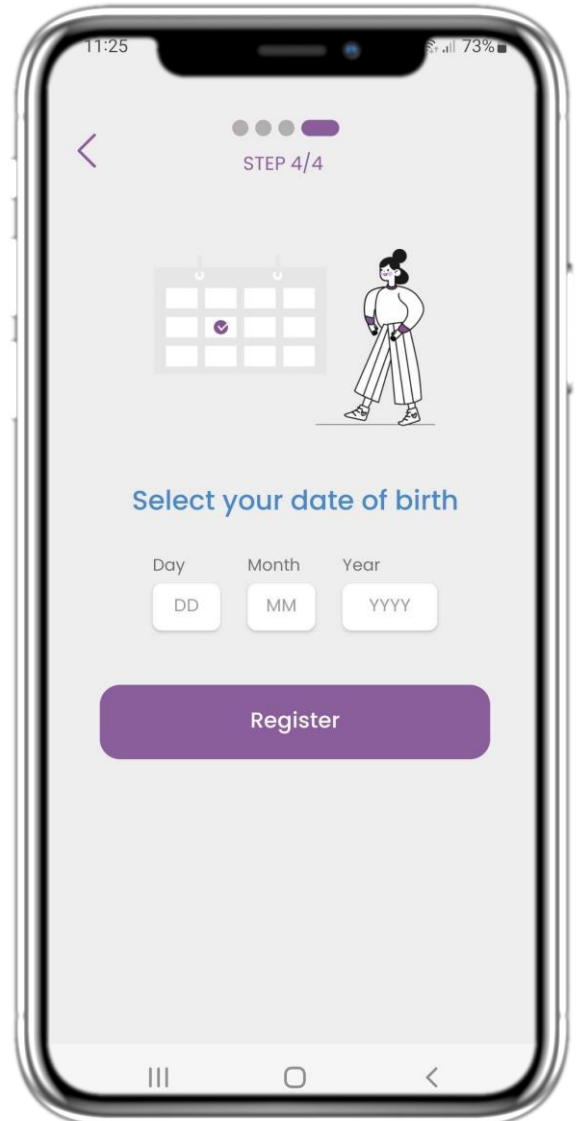 11:25 73%
STEP 4/4
Select your date of birth
Day Month Year
DD MM YYYY
Register